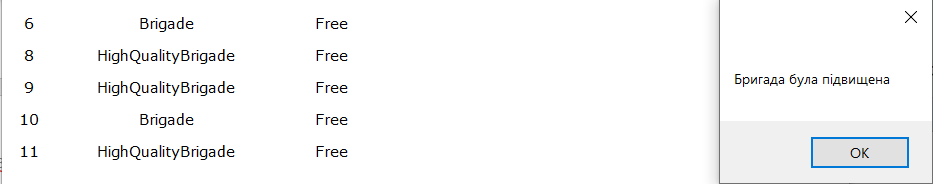 6 Brigade Free
8 HighQualityBrigade Free
9 HighQualityBrigade Free
10 Brigade Free
11 HighQualityBrigade Free
Бригада була підвищена
OK